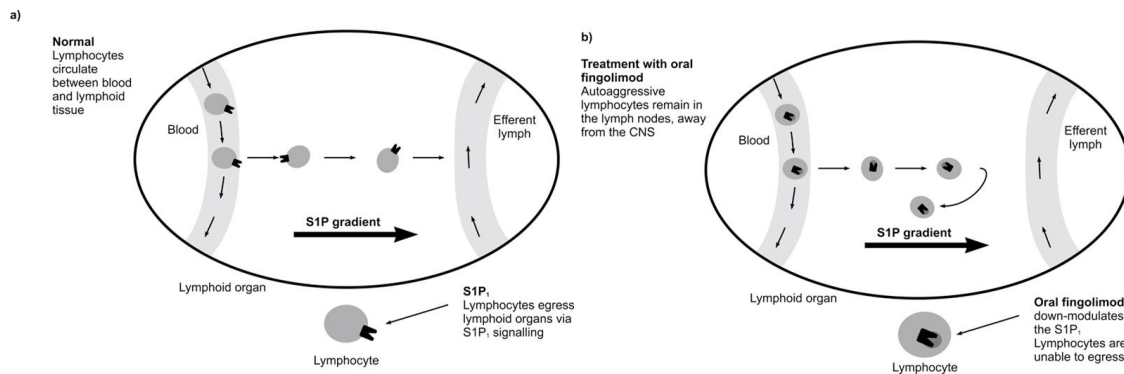 a)
Normal
Lymphocytes
circulate
between blood
and lymphoid
tissue
Blood
Efferent
lymph
S1P gradient
Lymphoid organ
S1P₁
Lymphocytes egress
lymphoid organs via
S1P₁ signalling
Lymphocyte
b)
Treatment with oral
fingolimod
Autoaggressive
lymphocytes remain in
the lymph nodes, away
from the CNS
Blood
Efferent
lymph
S1P gradient
Lymphoid organ
Oral fingolimod
down-modulates
the S1P₁
Lymphocytes are
unable to egress
Lymphocyte